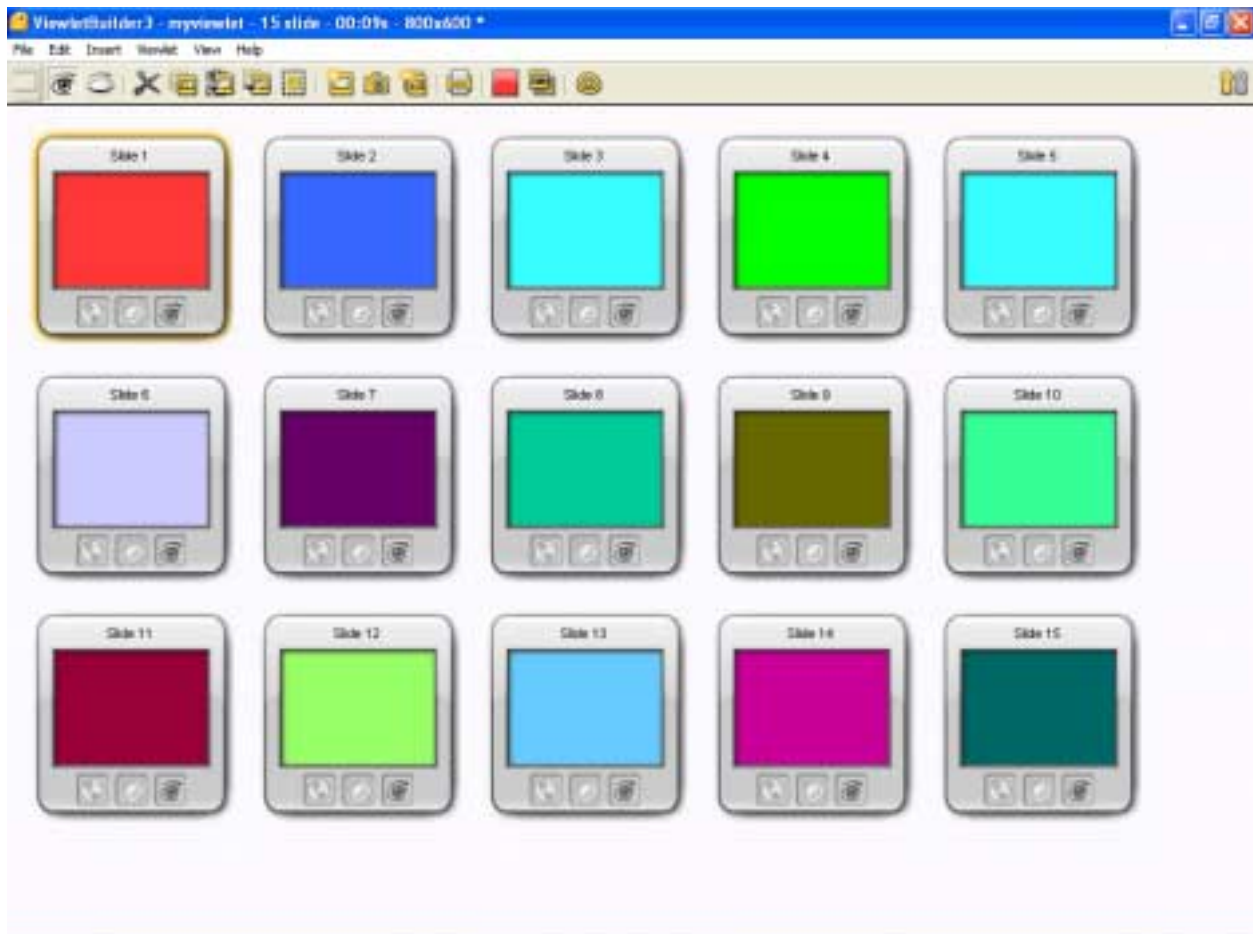 ViewletBuilder3 - myviewlet - 15 slide - 00:09s - 800x600 *
File Edit Insert Viewlet View Help
Slide 1 Slide 2 Slide 3 Slide 4 Slide 5
Slide 6 Slide 7 Slide 8 Slide 9 Slide 10
Slide 11 Slide 12 Slide 13 Slide 14 Slide 15